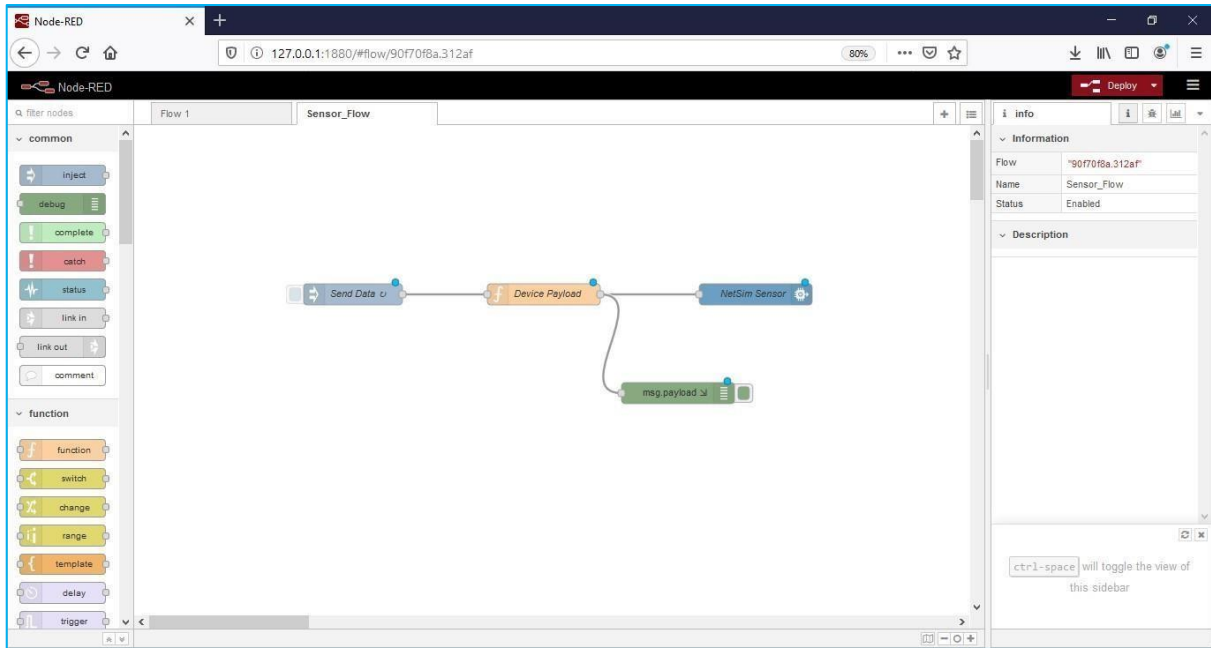 Node-RED
127.0.0.1:1880/#flow/90f70f8a.312af
80%
Node-RED
Deploy
filter nodes
Flow 1
Sensor_Flow
i info
common
inject
debug
complete
catch
status
link in
link out
comment
function
function
switch
change
range
template
delay
trigger
Send Data ↻
Device Payload
NetSim Sensor
msg.payload
Information
Flow "90f70f8a.312af"
Name Sensor_Flow
Status Enabled
Description
ctrl-space will toggle the view of
this sidebar